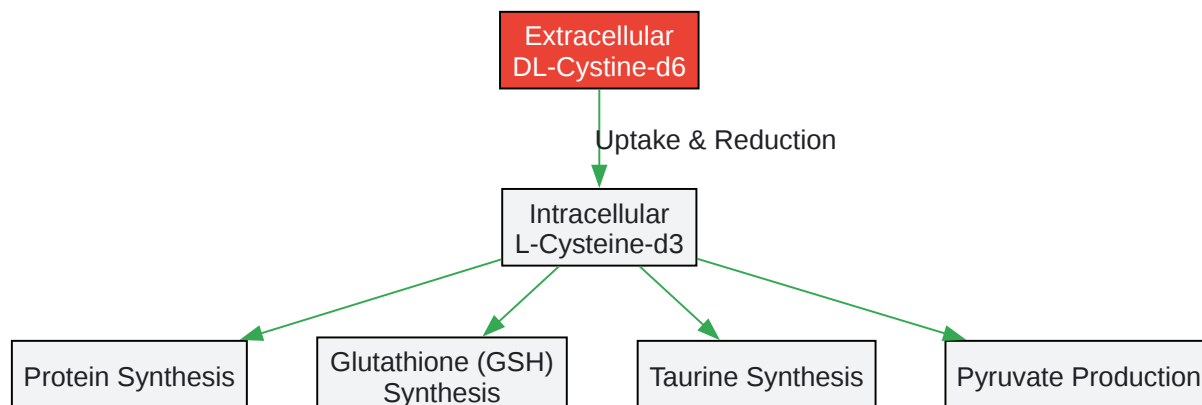 Extracellular
DL-Cystine-d6
Uptake & Reduction
Intracellular
L-Cysteine-d3
Protein Synthesis
Glutathione (GSH)
Synthesis
Taurine Synthesis
Pyruvate Production